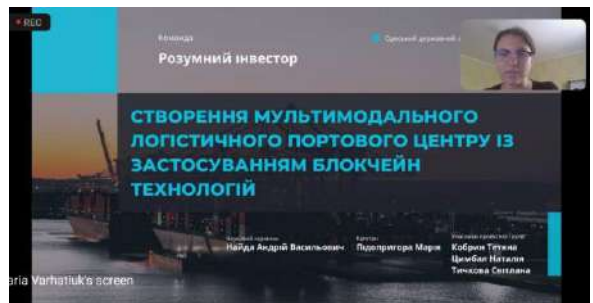 REC
Команда
Розумний інвестор
Одеський державний
СТВОРЕННЯ МУЛЬТИМОДАЛЬНОГО
ЛОГІСТИЧНОГО ПОРТОВОГО ЦЕНТРУ ІЗ
ЗАСТОСУВАННЯМ БЛОКЧЕЙН
ТЕХНОЛОГІЙ
Найда Андрій Васильович
Підопригора Марія
Кобрин Тетяна
Цимбал Наталія
Тичкова Світлана
aria Varhatiuk's screen